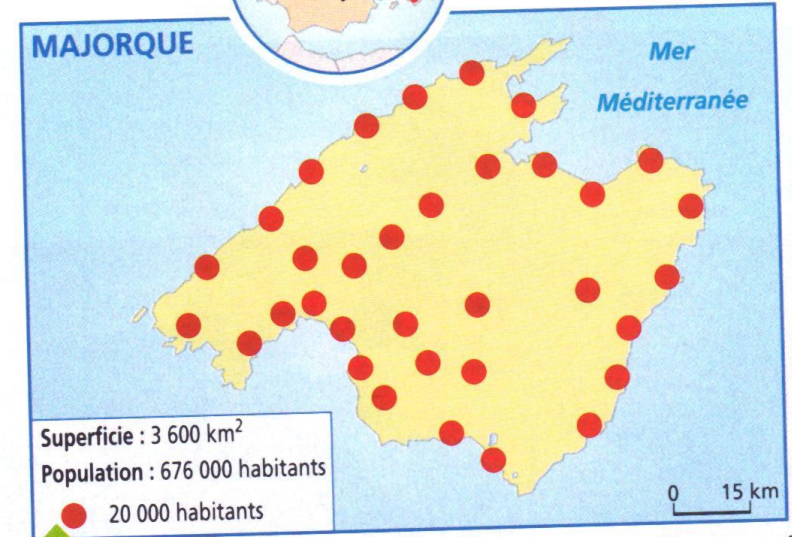 MAJORQUE
Mer
Méditerranée
Superficie : 3 600 km²
Population : 676 000 habitants
20 000 habitants
0 15 km